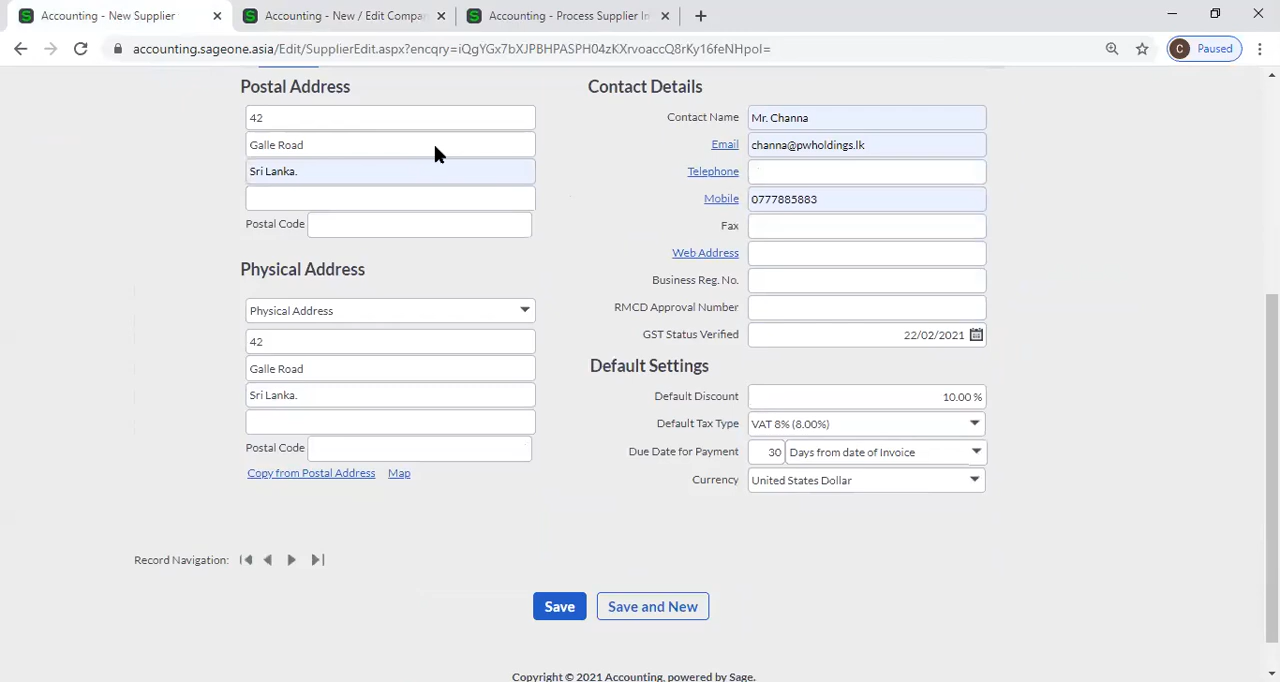 Accounting - New Supplier
Accounting - New / Edit Compan
Accounting - Process Supplier In
accounting.sageone.asia/Edit/SupplierEdit.aspx?encqry=iQgYGx7bXJPBHPASPH04zKXrvoaccQ8rKy16feNHpoI=
C Paused
Postal Address
42
Galle Road
Sri Lanka.
Postal Code
Physical Address
Physical Address
42
Galle Road
Sri Lanka.
Postal Code
Copy from Postal Address Map
Contact Details
Contact Name Mr. Channa
Email channa@pwholdings.lk
Telephone
Mobile 0777885883
Fax
Web Address
Business Reg. No.
RMCD Approval Number
GST Status Verified 22/02/2021
Default Settings
Default Discount 10.00 %
Default Tax Type VAT 8% (8.00%)
Due Date for Payment 30 Days from date of Invoice
Currency United States Dollar
Record Navigation:
Save Save and New
Copyright © 2021 Accounting, powered by Sage.